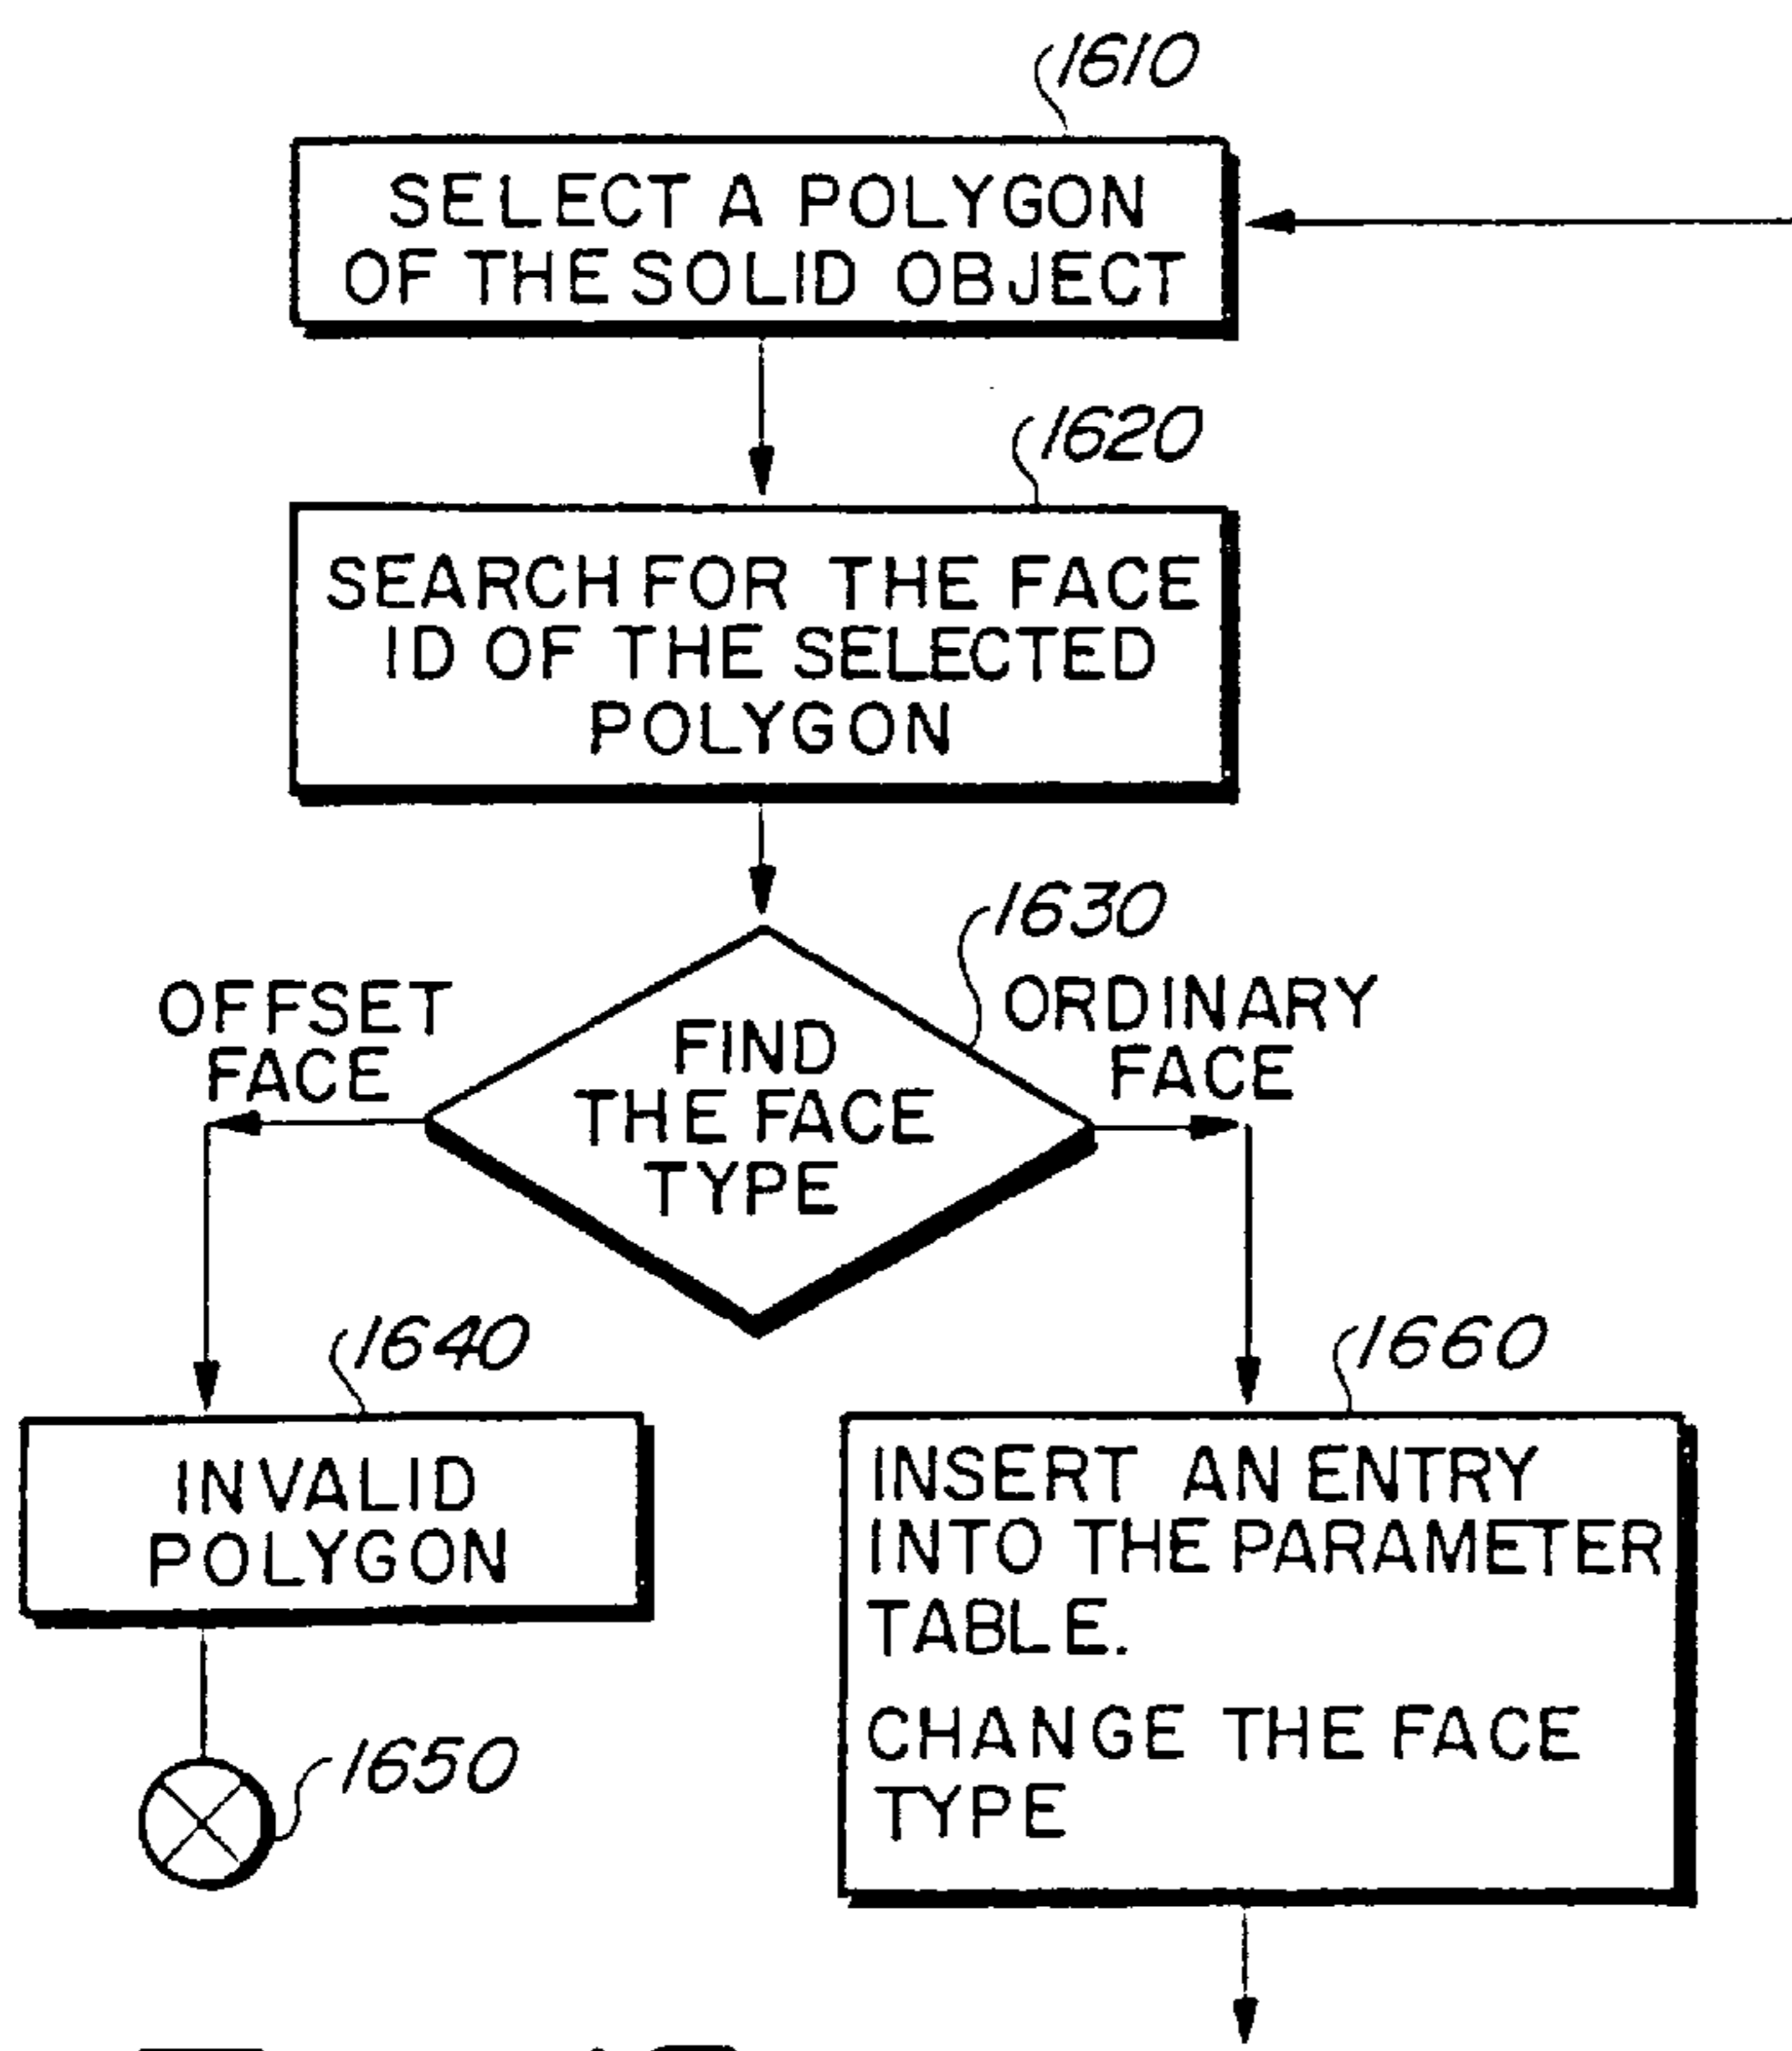 1610
SELECT A POLYGON
OF THE SOLID OBJECT
1620
SEARCH FOR THE FACE
ID OF THE SELECTED
POLYGON
1630
OFFSET
FACE
FIND
THE FACE
TYPE
ORDINARY
FACE
1640
INVALID
POLYGON
1650
1660
INSERT AN ENTRY
INTO THE PARAMETER
TABLE.
CHANGE THE FACE
TYPE